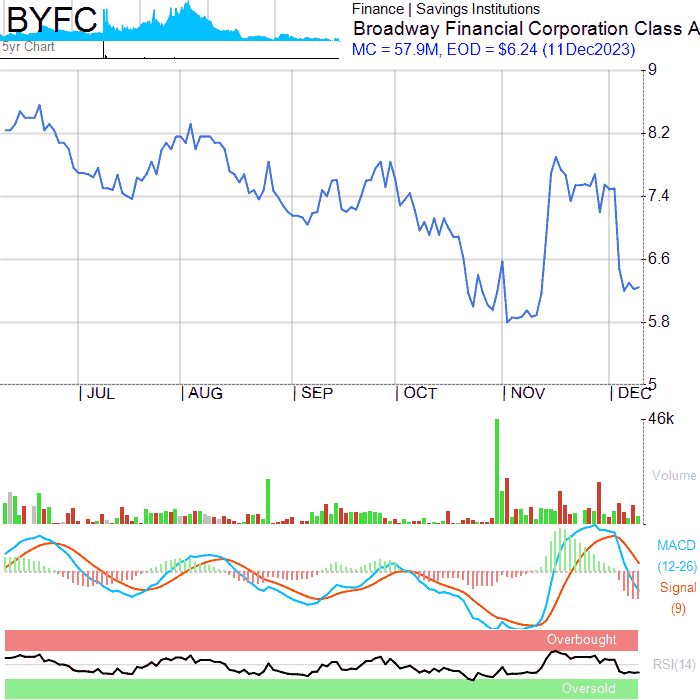 BYFC
5yr Chart
Finance | Savings Institutions
Broadway Financial Corporation Class A
MC = 57.9M, EOD = $6.24 (11Dec2023)
9
8.2
7.4
6.6
5.8
5
| JUL | AUG | SEP | OCT | NOV | DEC
46k
Volume
MACD
(12-26)
Signal
(9)
Overbought
RSI(14)
Oversold